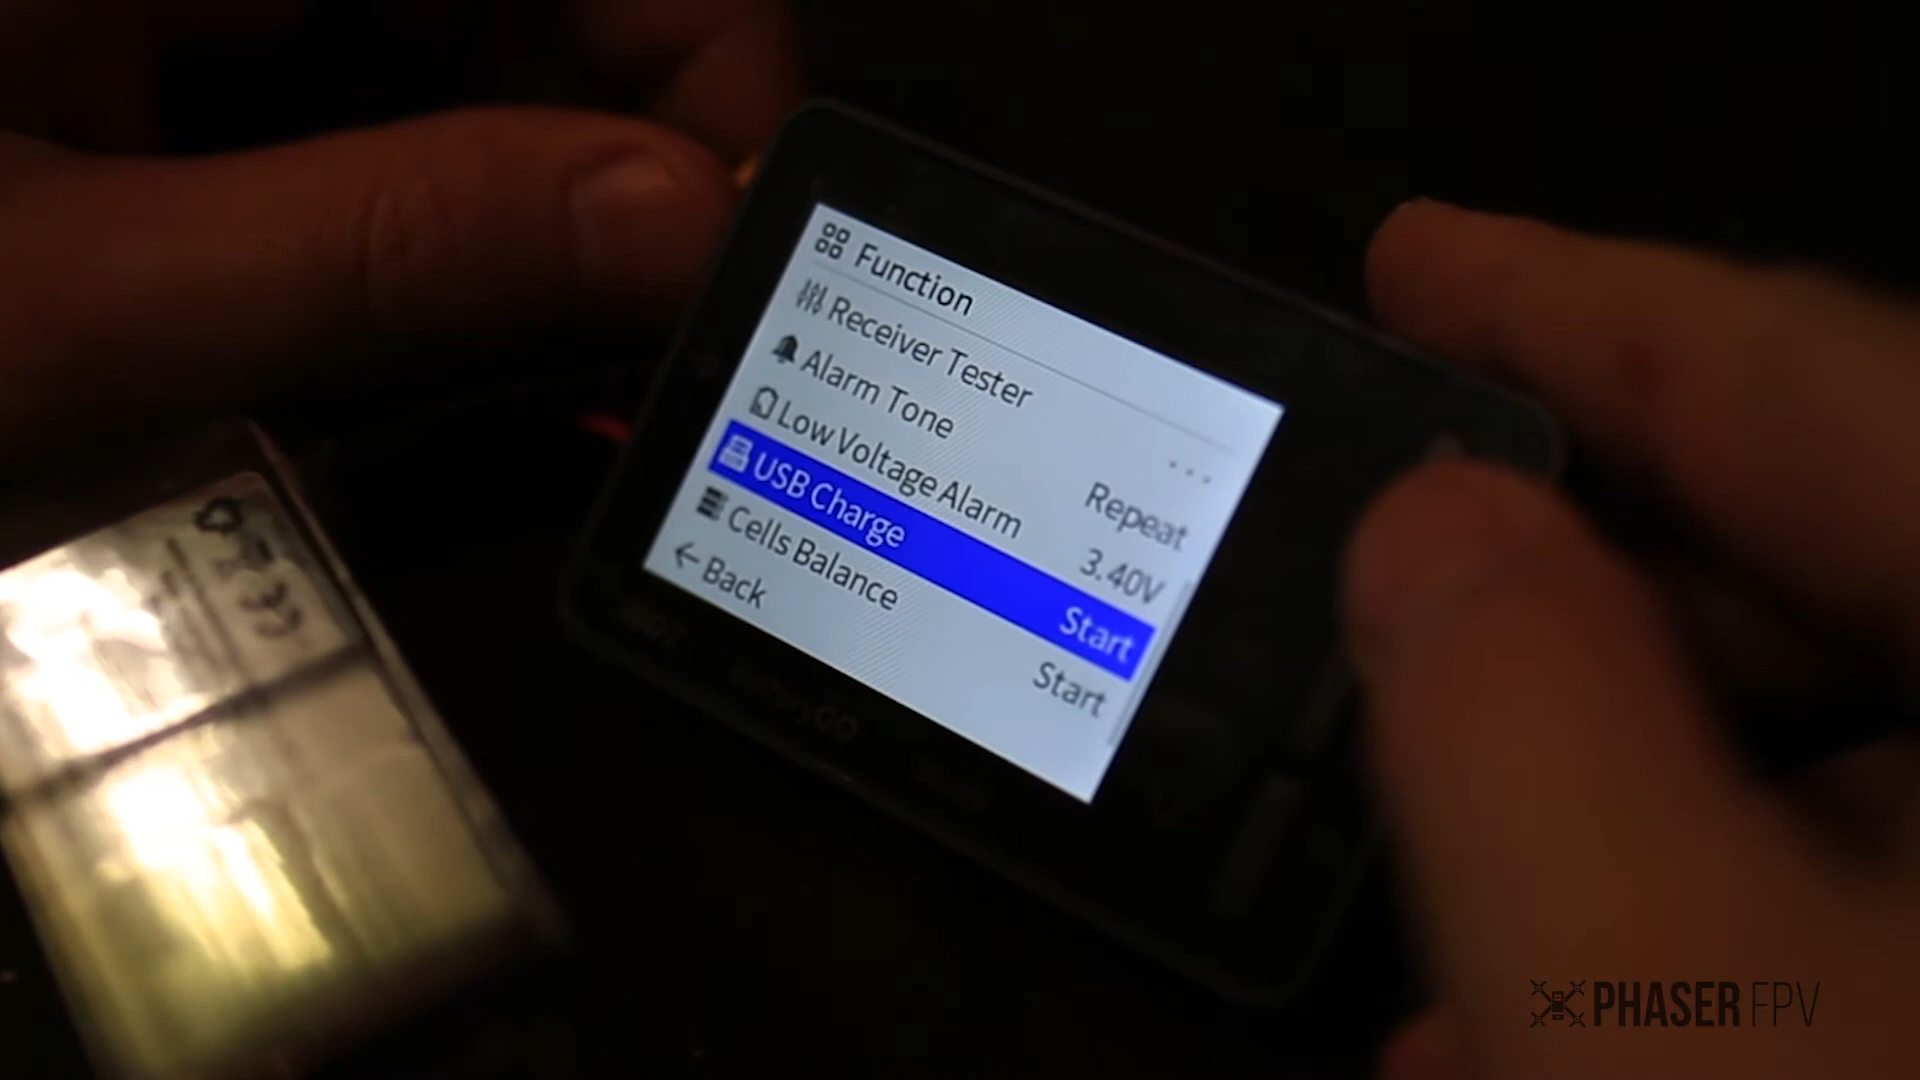 Function
Receiver Tester ...
Alarm Tone Repeat
Low Voltage Alarm 3.40V
USB Charge Start
Cells Balance Start
← Back
PHASER FPV